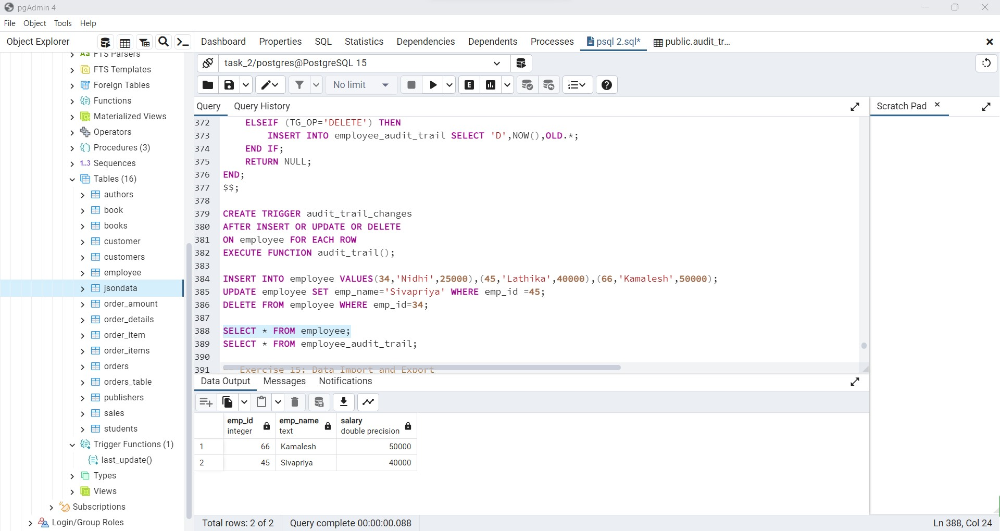 pgAdmin 4
File Object Tools Help
Object Explorer
Dashboard Properties SQL Statistics Dependencies Dependents Processes psql 2.sql* public.audit_tr...
task_2/postgres@PostgreSQL 15
No limit
E
Query Query History
Scratch Pad
Aa FTS Parsers
FTS Templates
Foreign Tables
Functions
Materialized Views
Operators
Procedures (3)
1..3 Sequences
Tables (16)
authors
book
books
customer
customers
employee
jsondata
order_amount
order_details
order_item
order_items
orders
orders_table
publishers
sales
students
Trigger Functions (1)
last_update()
Types
Views
Subscriptions
Login/Group Roles
372 ELSEIF (TG_OP='DELETE') THEN
373 INSERT INTO employee_audit_trail SELECT 'D',NOW(),OLD.*;
374 END IF;
375 RETURN NULL;
376 END;
377 $$;
378
379 CREATE TRIGGER audit_trail_changes
380 AFTER INSERT OR UPDATE OR DELETE
381 ON employee FOR EACH ROW
382 EXECUTE FUNCTION audit_trail();
383
384 INSERT INTO employee VALUES(34,'Nidhi',25000),(45,'Lathika',40000),(66,'Kamalesh',50000);
385 UPDATE employee SET emp_name='Sivapriya' WHERE emp_id =45;
386 DELETE FROM employee WHERE emp_id=34;
387
388 SELECT * FROM employee;
389 SELECT * FROM employee_audit_trail;
390
391 -- Exercise 15: Data Import and Export
Data Output Messages Notifications
emp_id integer emp_name text salary double precision
1 66 Kamalesh 50000
2 45 Sivapriya 40000
Total rows: 2 of 2 Query complete 00:00:00.088 Ln 388, Col 24